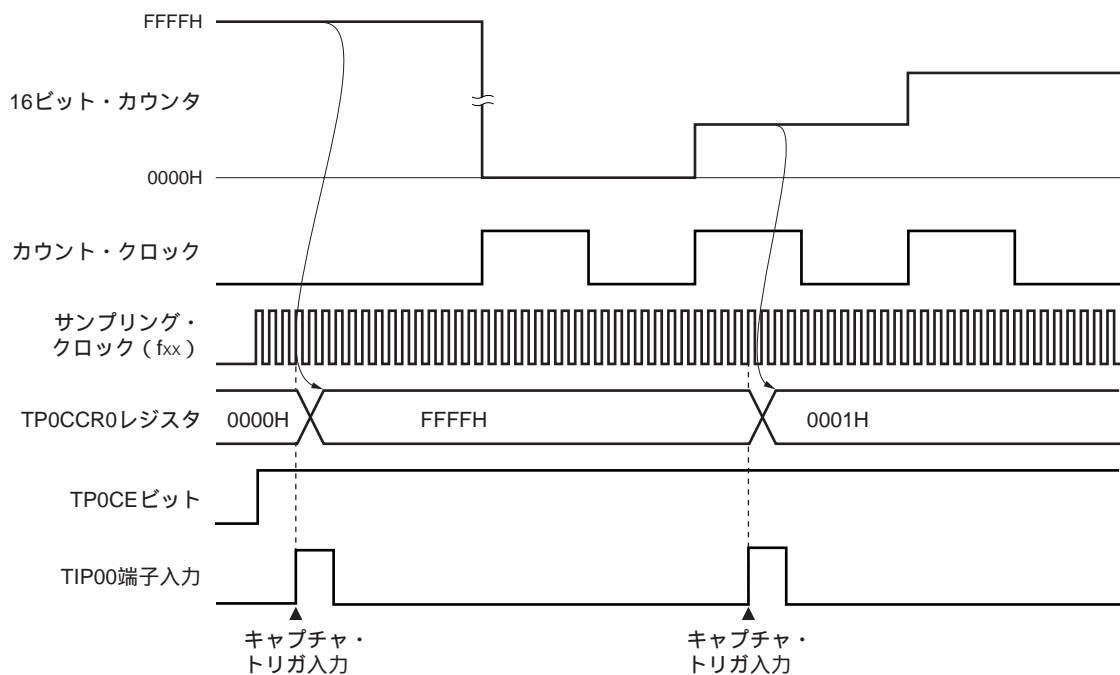 FFFFH
16ビット・カウンタ
0000H
カウント・クロック
サンプリング・
クロック（fxx）
TP0CCR0レジスタ
0000H
FFFFH
0001H
TP0CEビット
TIP00端子入力
キャプチャ・
トリガ入力
キャプチャ・
トリガ入力